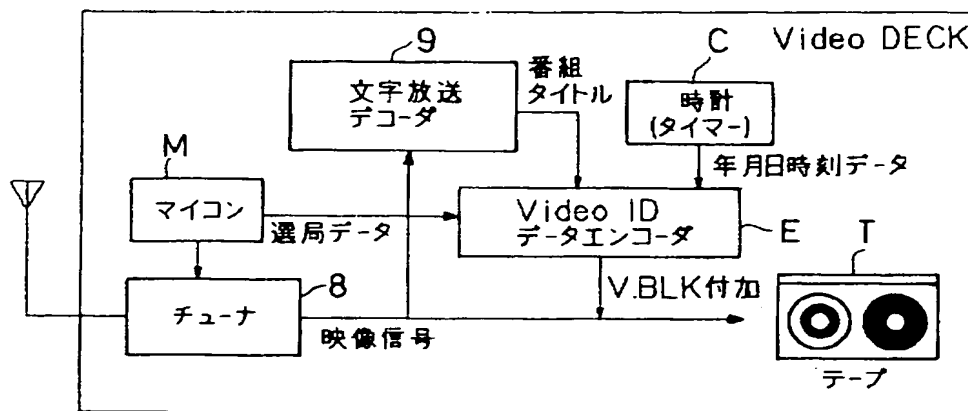 Video DECK
9
文字放送
デコーダ
番組
タイトル
C
時計
(タイマー)
年月日時刻データ
M
マイコン
選局データ
Video ID
データエンコーダ
E
T
8
チューナ
映像信号
V.BLK付加
テープ